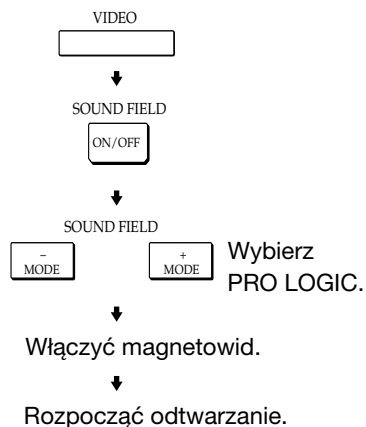 VIDEO
SOUND FIELD
ON/OFF
SOUND FIELD
–
MODE
+
MODE
Wybierz
PRO LOGIC.
Włączyć magnetowid.
Rozpocząć odtwarzanie.